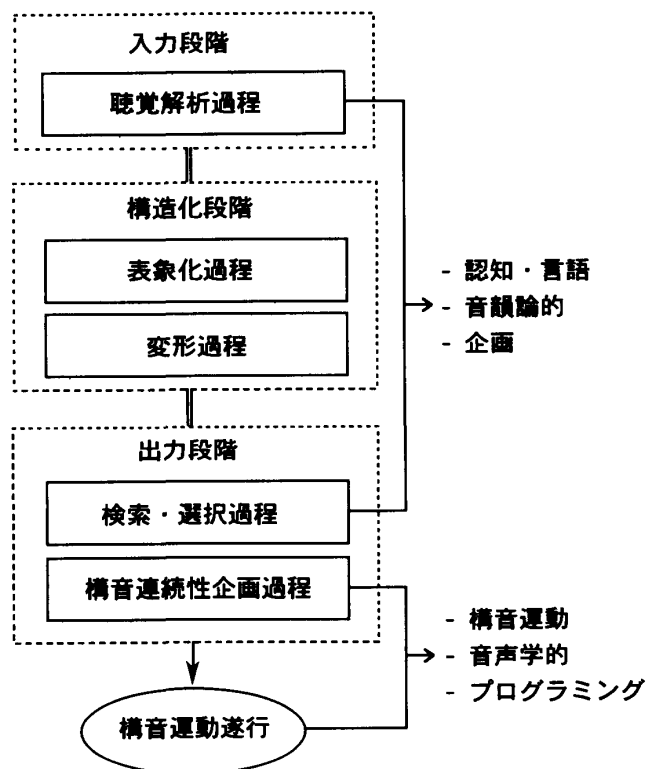 入力段階
聴覚解析過程
構造化段階
表象化過程
変形過程
- 認知・言語
- 音韻論的
- 企画
出力段階
検索・選択過程
構音連続性企画過程
- 構音運動
- 音声学的
- プログラミング
構音運動遂行